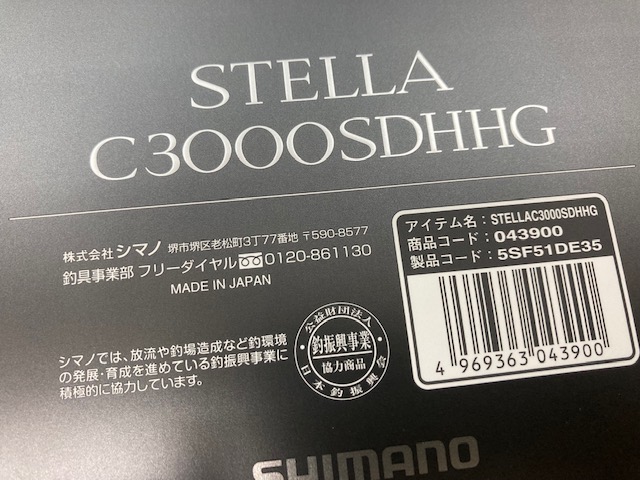 STELLA
C3000SDHHG
株式会社 シマノ 堺市堺区老松町3丁77番地 〒590-8577
釣具事業部 フリーダイヤル 0120-861130
MADE IN JAPAN
アイテム名：STELLAC3000SDHHG
商品コード：043900
製品コード：5SF51DE35
4 969363 043900
シマノでは、放流や釣場造成など釣環境
の発展・育成を進めている釣振興事業に
積極的に協力しています。
公益財団法人
釣振興事業
協力商品
日本釣振興会
SHIMANO